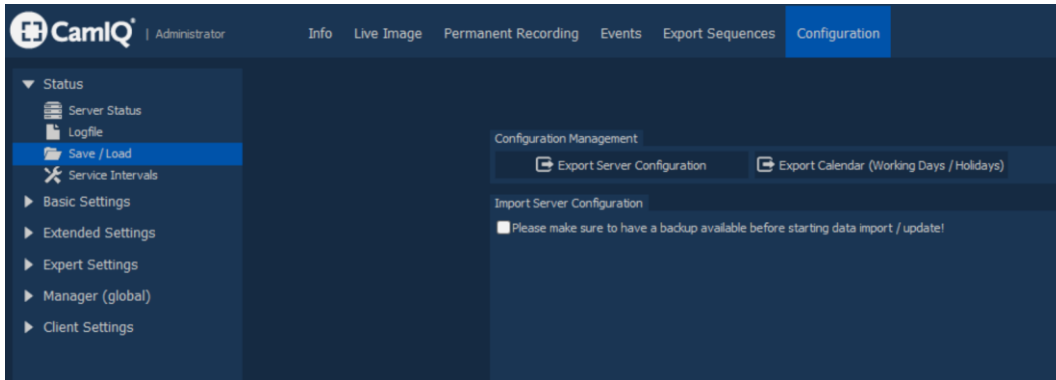 CamIQ | Administrator Info Live Image Permanent Recording Events Export Sequences Configuration
Status
Server Status
Logfile
Save / Load
Service Intervals
Basic Settings
Extended Settings
Expert Settings
Manager (global)
Client Settings
Configuration Management
Export Server Configuration Export Calendar (Working Days / Holidays)
Import Server Configuration
Please make sure to have a backup available before starting data import / update!